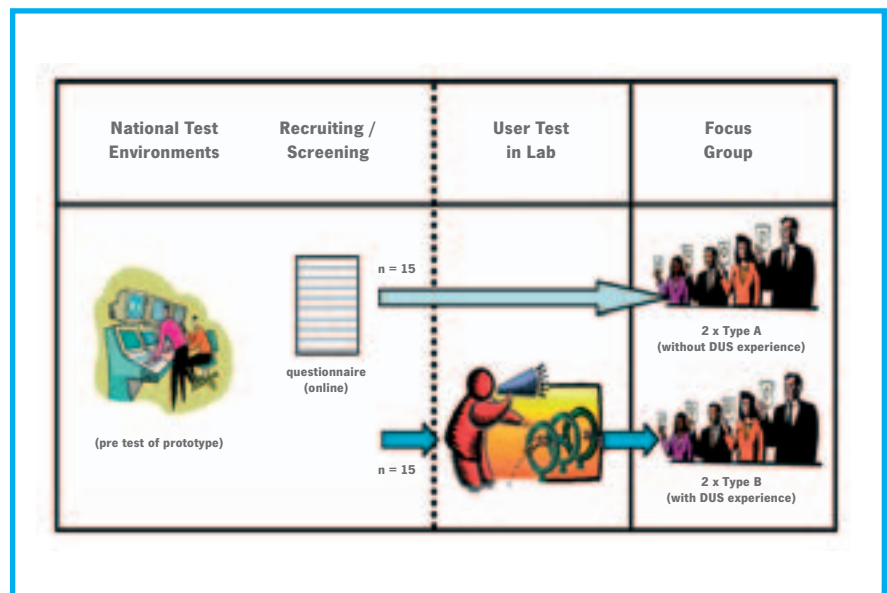 National Test
Environments
Recruiting /
Screening
User Test
in Lab
Focus
Group
n = 15
questionnaire
(online)
(pre test of prototype)
n = 15
2 x Type A
(without DUS experience)
2 x Type B
(with DUS experience)